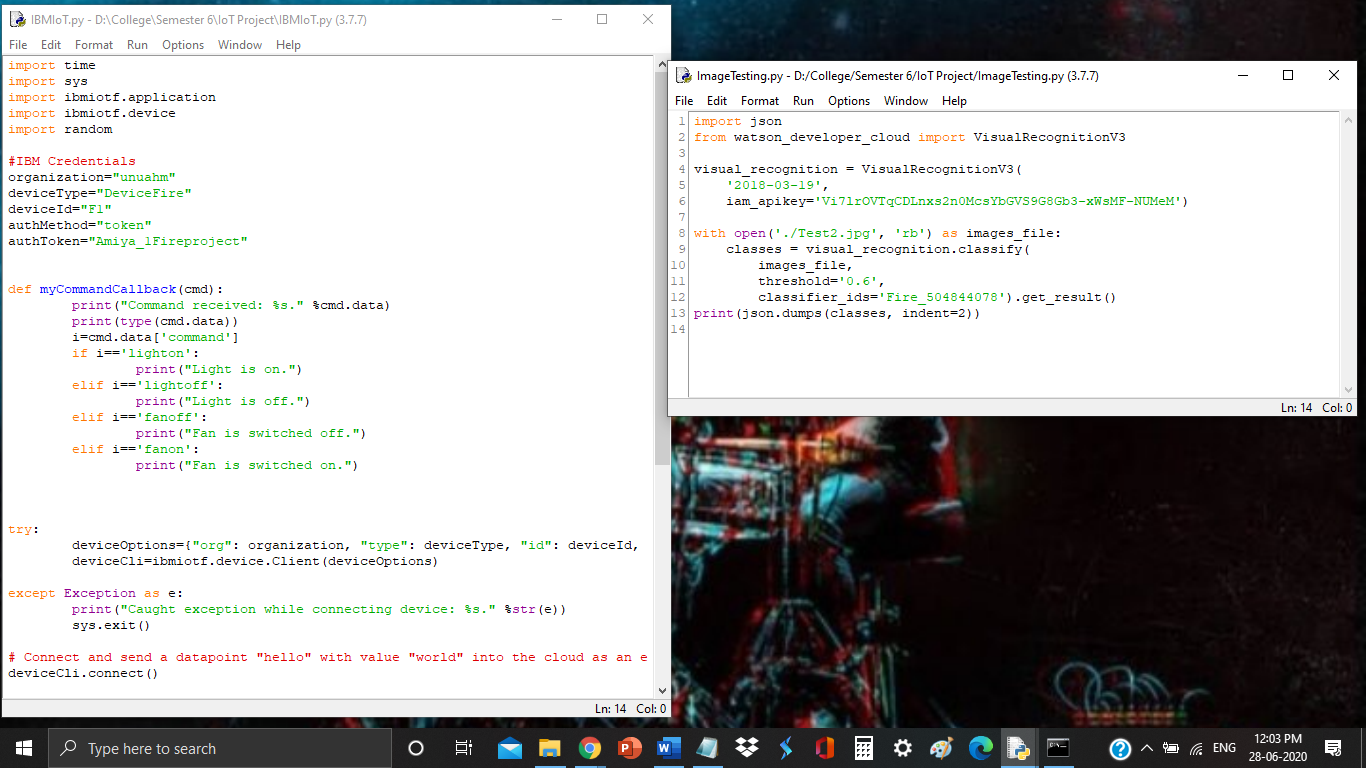 IBMIoT.py - D:\College\Semester 6\IoT Project\IBMIoT.py (3.7.7)
File Edit Format Run Options Window Help
import time
import sys
import ibmiotf.application
import ibmiotf.device
import random
#IBM Credentials
organization="unuahm"
deviceType="DeviceFire"
deviceId="F1"
authMethod="token"
authToken="Amiya_1Fireproject"
def myCommandCallback(cmd):
print("Command received: %s." %cmd.data)
print(type(cmd.data))
i=cmd.data['command']
if i=='lighton':
print("Light is on.")
elif i=='lightoff':
print("Light is off.")
elif i=='fanoff':
print("Fan is switched off.")
elif i=='fanon':
print("Fan is switched on.")
try:
deviceOptions={"org": organization, "type": deviceType, "id": deviceId,
deviceCli=ibmiotf.device.Client(deviceOptions)
except Exception as e:
print("Caught exception while connecting device: %s." %str(e))
sys.exit()
# Connect and send a datapoint "hello" with value "world" into the cloud as an e
deviceCli.connect()
Ln: 14 Col: 0
ImageTesting.py - D:/College/Semester 6/IoT Project/ImageTesting.py (3.7.7)
File Edit Format Run Options Window Help
1 import json
2 from watson_developer_cloud import VisualRecognitionV3
3
4 visual_recognition = VisualRecognitionV3(
5 '2018-03-19',
6 iam_apikey='Vi7lrOVTqCDLnxs2n0McsYbGVS9G8Gb3-xWsMF-NUMeM')
7
8 with open('./Test2.jpg', 'rb') as images_file:
9 classes = visual_recognition.classify(
10 images_file,
11 threshold='0.6',
12 classifier_ids='Fire_504844078').get_result()
13 print(json.dumps(classes, indent=2))
14
Ln: 14 Col: 0
Type here to search
ENG
12:03 PM
28-06-2020